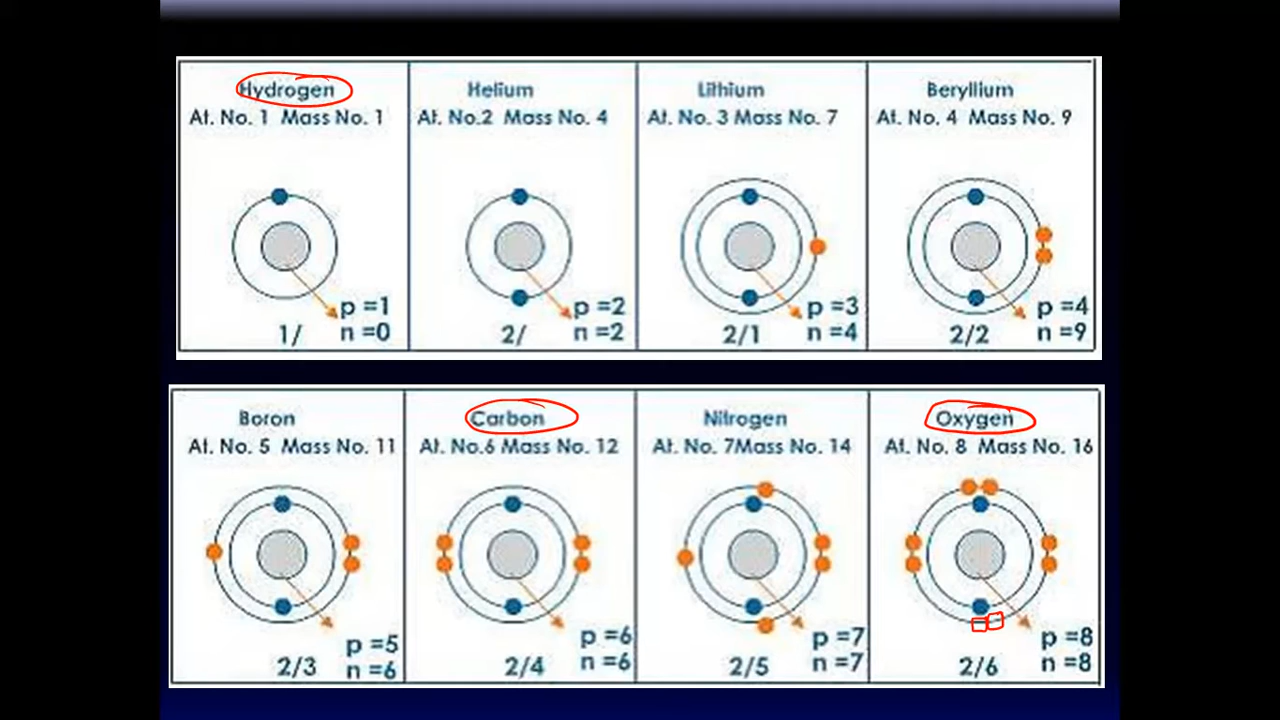 Hydrogen
At. No. 1 Mass No. 1
p =1
n =0
1/
Helium
At. No.2 Mass No. 4
p =2
n =2
2/
Lithium
At. No. 3 Mass No. 7
p =3
n =4
2/1
Beryllium
At. No. 4 Mass No. 9
p =4
n =9
2/2
Boron
At. No. 5 Mass No. 11
p =5
n =6
2/3
Carbon
At. No.6 Mass No. 12
p =6
n =6
2/4
Nitrogen
At. No. 7Mass No. 14
p =7
n =7
2/5
Oxygen
At. No. 8 Mass No. 16
p =8
n =8
2/6